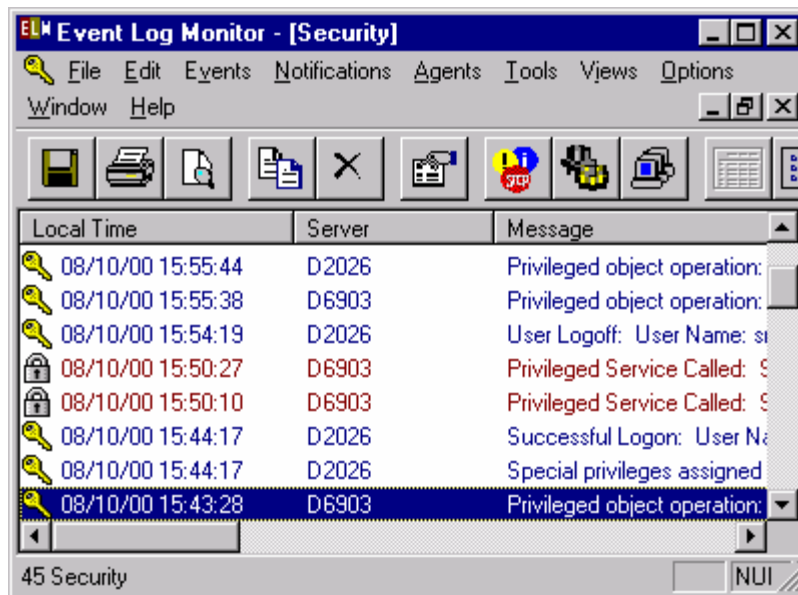 ELM Event Log Monitor - [Security]
File Edit Events Notifications Agents Tools Views Options
Window Help
STOP
Local Time Server Message
08/10/00 15:55:44 D2026 Privileged object operation:
08/10/00 15:55:38 D6903 Privileged object operation:
08/10/00 15:54:19 D2026 User Logoff: User Name:
08/10/00 15:50:27 D6903 Privileged Service Called:
08/10/00 15:50:10 D6903 Privileged Service Called:
08/10/00 15:44:17 D2026 Successful Logon: User
08/10/00 15:44:17 D2026 Special privileges assigned
08/10/00 15:43:28 D6903 Privileged object operation:
45 Security